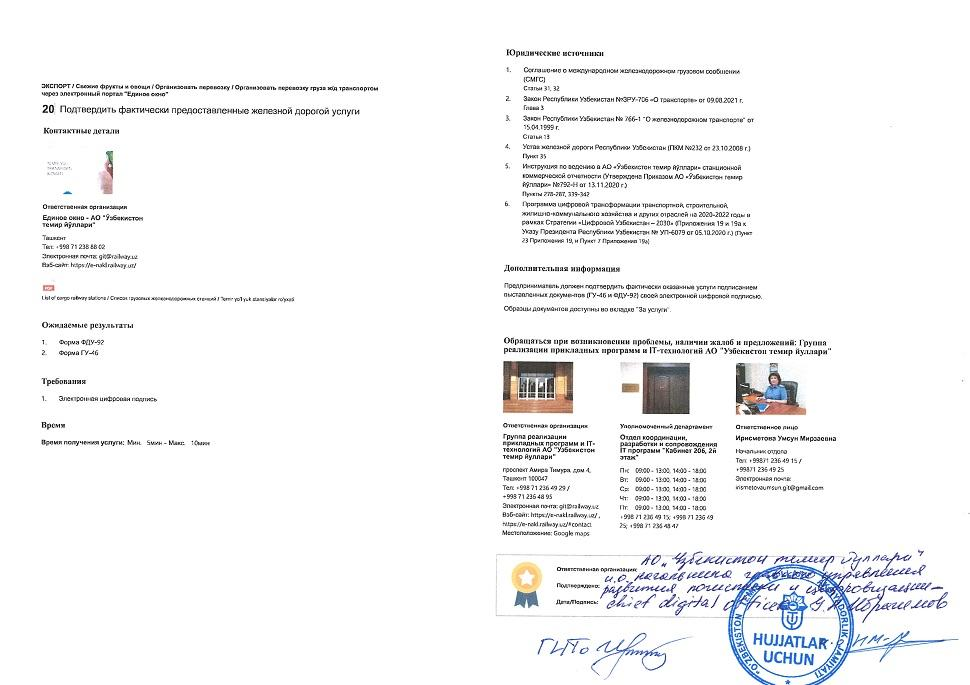 ЭКСПОРТ / Свежие фрукты и овощи / Организовать перевозку / Организовать перевозку груза ж/д транспортом
через электронный портал "Единое окно"
20 Подтвердить фактически предоставленные железной дорогой услуги
Контактные детали
Ответственная организация
Единое окно - АО "Ўзбекистон
темир йўллари"
Ташкент
Тел: +998 71 238 88 02
Электронная почта: git@railway.uz
Вэб-сайт: https://e-nakl.railway.uz/
PDF
List of cargo railway stations / Список грузовых железнодорожных станций / Temir yo'l yuk stansiyalar ro'yxati
Ожидаемые результаты
1. Форма ФДУ-92
2. Форма ГУ-46
Требования
1. Электронная цифровая подпись
Время
Время получения услуги: Мин. 5мин - Макс. 10мин
Юридические источники
1. Соглашение о международном железнодорожном грузовом сообщении
(СМГС)
Статьи 31, 32
2. Закон Республики Узбекистан №ЗРУ-706 «О транспорте» от 09.08.2021 г.
Глева 3
3. Закон Республики Узбекистан № 766-1 "О железнодорожном транспорте" от
15.04.1999 г.
Статья 13
4. Устав железной дороги Республики Узбекистан (ПКМ №232 от 23.10.2008 г.)
Пункт 35
5. Инструкция по ведению в АО «Ўзбекистон темир йўллари» станционной
коммерческой отчетности (Утверждена Приказом АО «Ўзбекистон темир
йўллари» №792-Н от 13.11.2020 г.)
Пункты 278-287, 339-342
6. Программа цифровой трансформации транспортной, строительной,
жилищно-коммунального хозяйства и других отраслей на 2020-2022 годы в
рамках Стратегии «Цифровой Узбекистан – 2030» (Приложения 19 и 19а к
Указу Президента Республики Узбекистан № УП-6079 от 05.10.2020 г.) (Пункт
23 Приложения 19, и Пункт 7 Приложения 19а)
Дополнительная информация
Предприниматель должен подтвердить фактически оказанные услуги подписанием
выставленных документов (ГУ-46 и ФДУ-92) своей электронной цифровой подписью.
Образцы документов доступны во вкладке "За услуги".
Обращаться при возникновении проблемы, наличии жалоб и предложений: Группа
реализации прикладных программ и IT-технологий АО "Узбекистон темир йуллари"
Ответственная организация
Группа реализации
прикладных программ и IT-
технологий АО "Узбекистон
темир йуллари"
проспект Амира Тимура, дом 4,
Ташкент 100047
Тел: +998 71 236 49 29 /
+998 71 236 48 95
Электронная почта: git@railway.uz
Вэб-сайт: https://e-nakl.railway.uz/ ,
https://e-nakl.railway.uz/#contact
Местоположение: Google maps
Уполномоченный департамент
Отдел координации,
разработки и сопровождения
IT программ "Кабинет 206, 2й
этаж"
Пн: 09:00 - 13:00, 14:00 - 18:00
Вт: 09:00 - 13:00, 14:00 - 18:00
Ср: 09:00 - 13:00, 14:00 - 18:00
Чт: 09:00 - 13:00, 14:00 - 18:00
Пт: 09:00 - 13:00, 14:00 - 18:00
+998 71 236 49 15; +998 71 236 49
25; +998 71 236 48 47
Ответственное лицо
Ирисметова Умсун Мирзаевна
Начальник отдела
Тел: +99871 236 49 15 /
+99871 236 49 25
Электронная почта:
irismetovaumsun.git@gmail.com
Ответственная организация: АО „Узбекистон темир йуллари"
и.о. начальника управления
Подтверждено: развития логистики и цифровизации –
Дата/Подпись: chief digital officer
HUJJATLAR
UCHUN